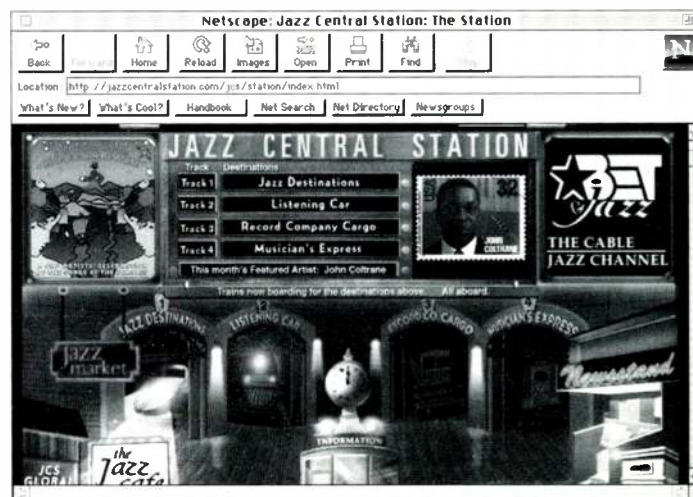 Netscape: Jazz Central Station: The Station
Back Forward Home Reload Images Open Print Find Stop
Location: http://jazzcentralstation.com/jcs/station/index.html
What's New? What's Cool? Handbook Net Search Net Directory Newsgroups
N
JAZZ CENTRAL STATION
Track Destinations
Track 1 Jazz Destinations
Track 2 Listening Car
Track 3 Record Company Cargo
Track 4 Musician's Express
This month's Featured Artist: John Coltrane
Trains now boarding for the destinations above. All aboard.
32
JOHN
COLTRANE
BET
Jazz
THE CABLE
JAZZ CHANNEL
1
JAZZ DESTINATIONS
LISTENING CAR
RECORD CO. CARGO
MUSICIAN'S EXPRESS
jazz
market
Newsstand
INFORMATION
JCS
GLOBAL
the
Jazz
cafe